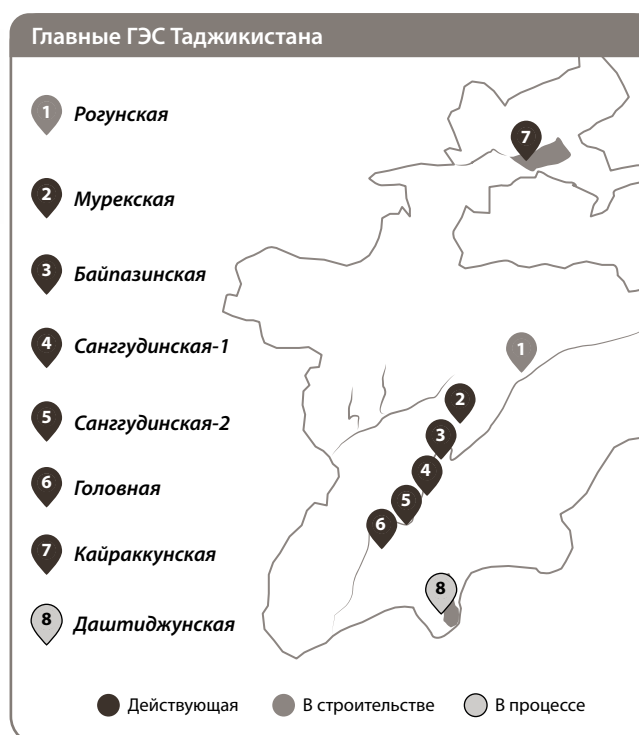 Главные ГЭС Таджикистана
1 Рогунская
2 Мурекская
3 Байпазинская
4 Санггудинская-1
5 Санггудинская-2
6 Головная
7 Кайраккунская
8 Даштиджунская
7
1
2
3
4
5
6
8
Действующая В строительстве В процессе